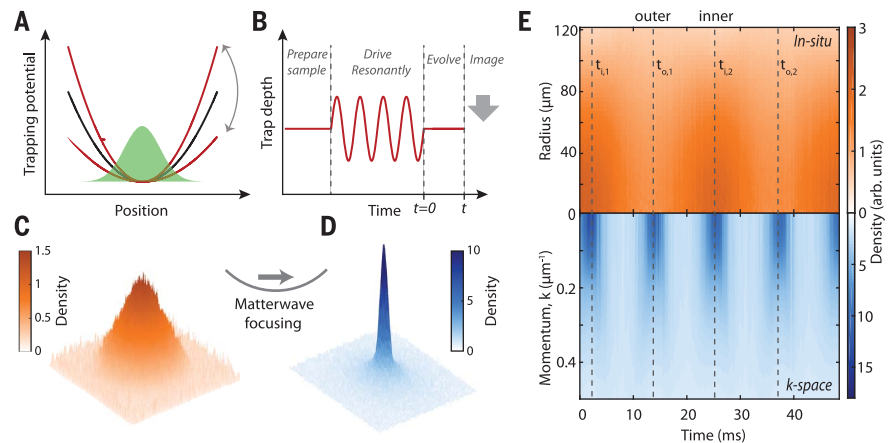 A
Trapping potential
Position
B
Trap depth
Prepare
sample
Drive
Resonantly
Evolve
Image
Time
t=0
t
C
1.5
1
0.5
0
Density
Matterwave
focusing
D
10
5
0
Density
E
outer
inner
In-situ
t_i,1
t_o,1
t_i,2
t_o,2
Radius (μm)
120
80
40
0
Momentum, k (μm⁻¹)
0.2
0.4
k-space
0
10
20
30
40
Time (ms)
3
2
1
0
5
10
15
Density (arb. units)